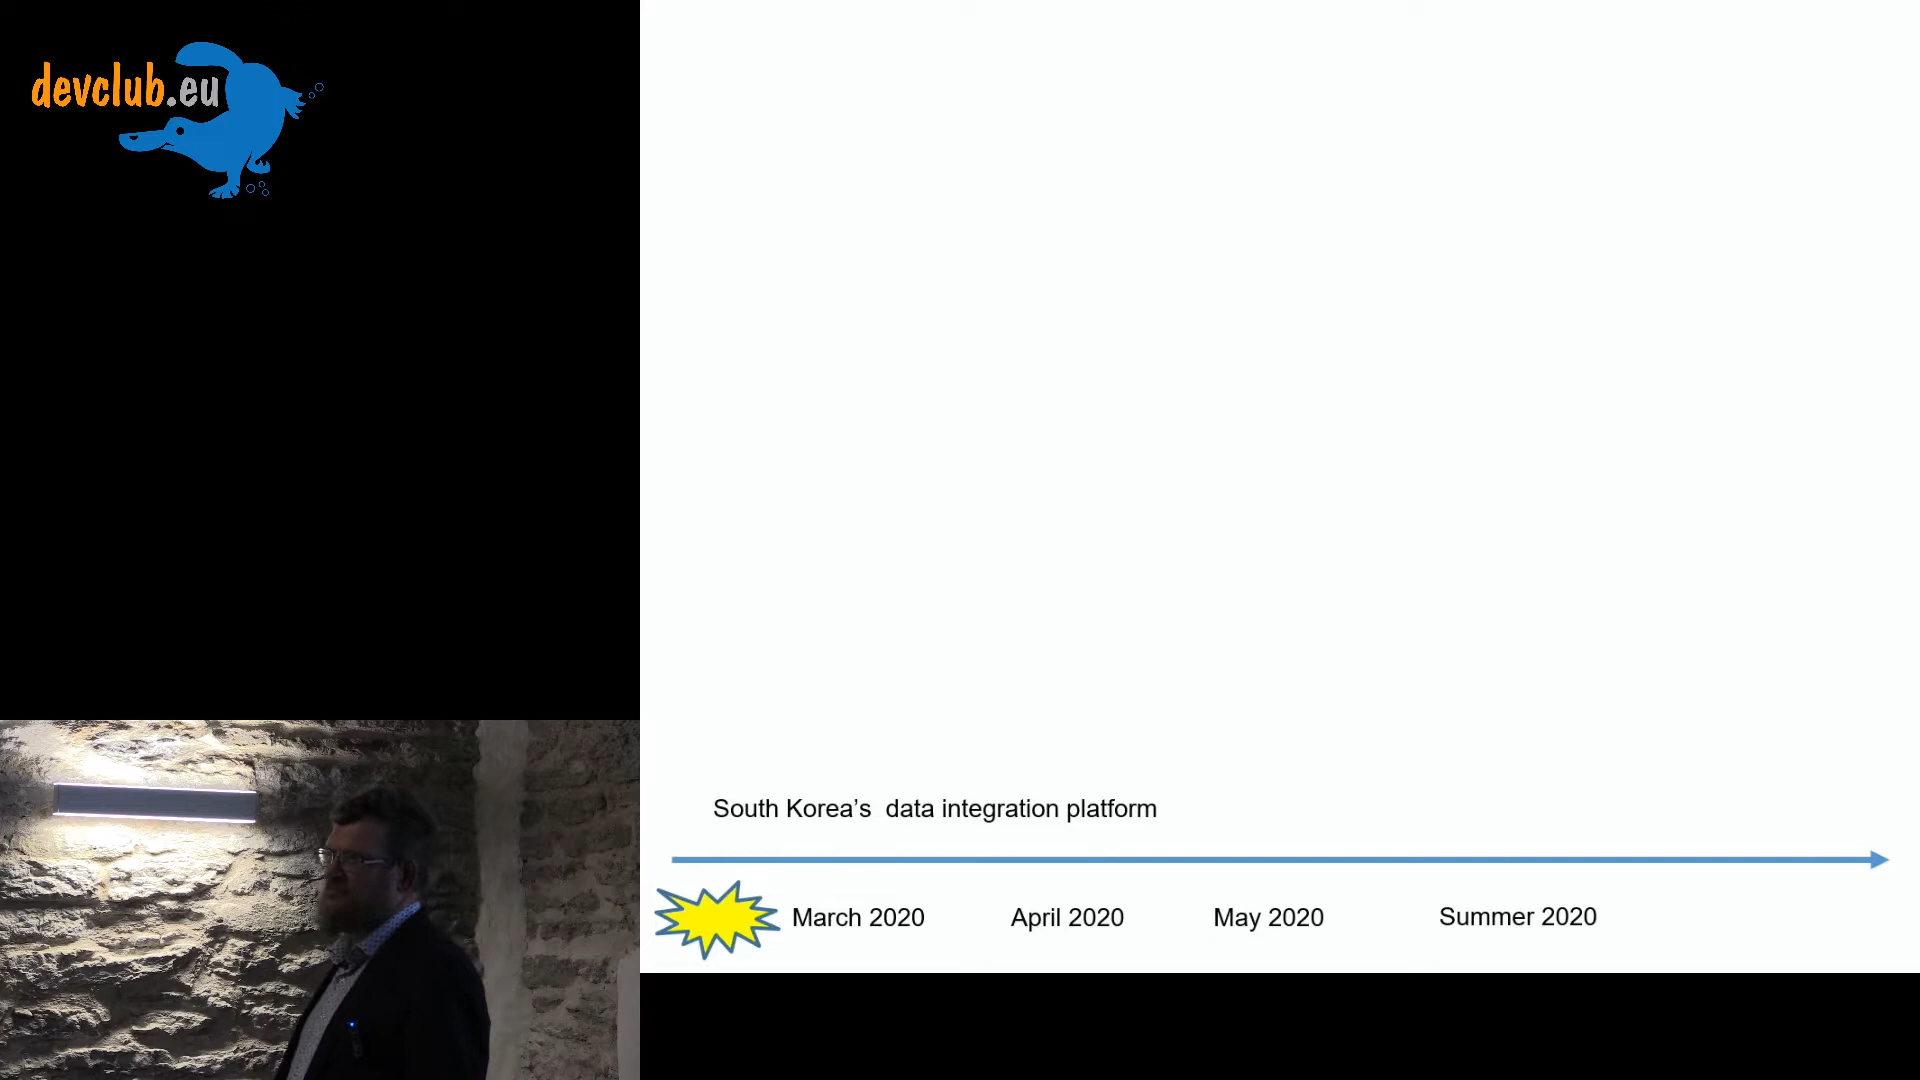 devclub.eu
South Korea’s  data integration platform
March 2020 April 2020 May 2020 Summer 2020